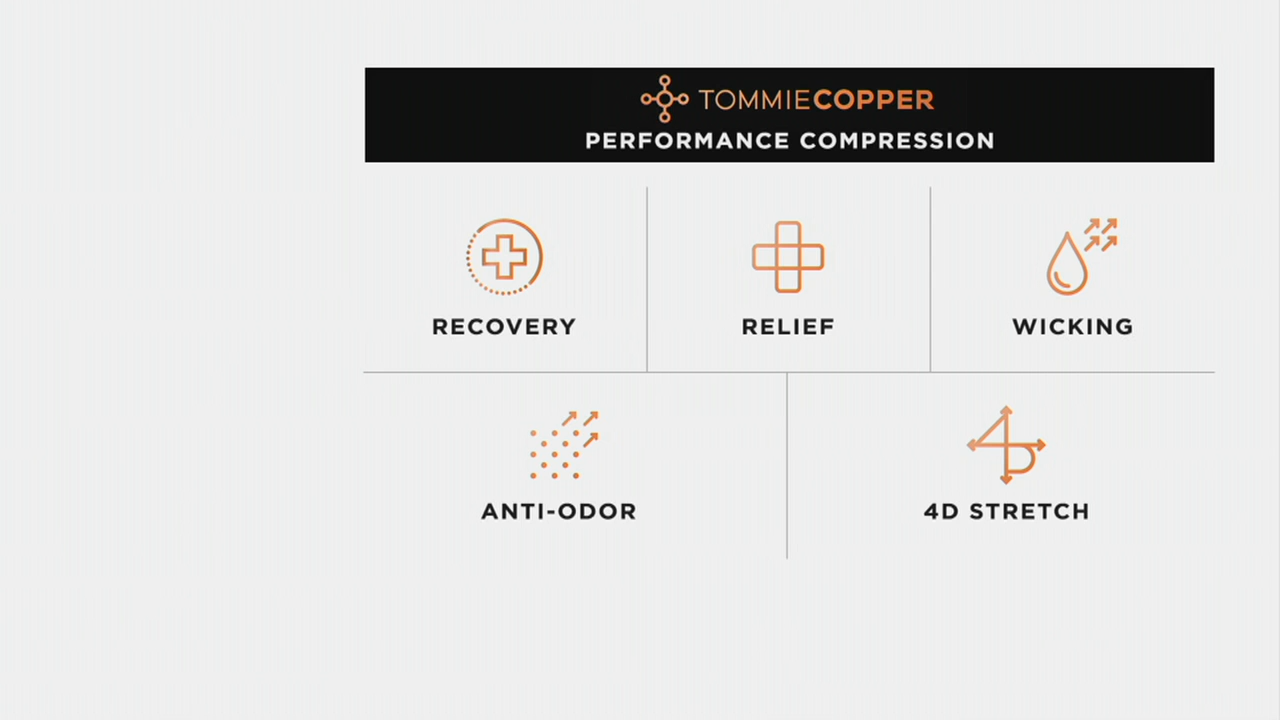 TOMMIECOPPER
PERFORMANCE COMPRESSION
RECOVERY
RELIEF
WICKING
ANTI-ODOR
4D STRETCH